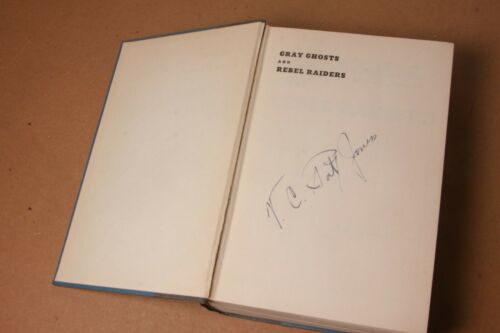 GRAY GHOSTS
AND
REBEL RAIDERS
V. C. Pat Jones